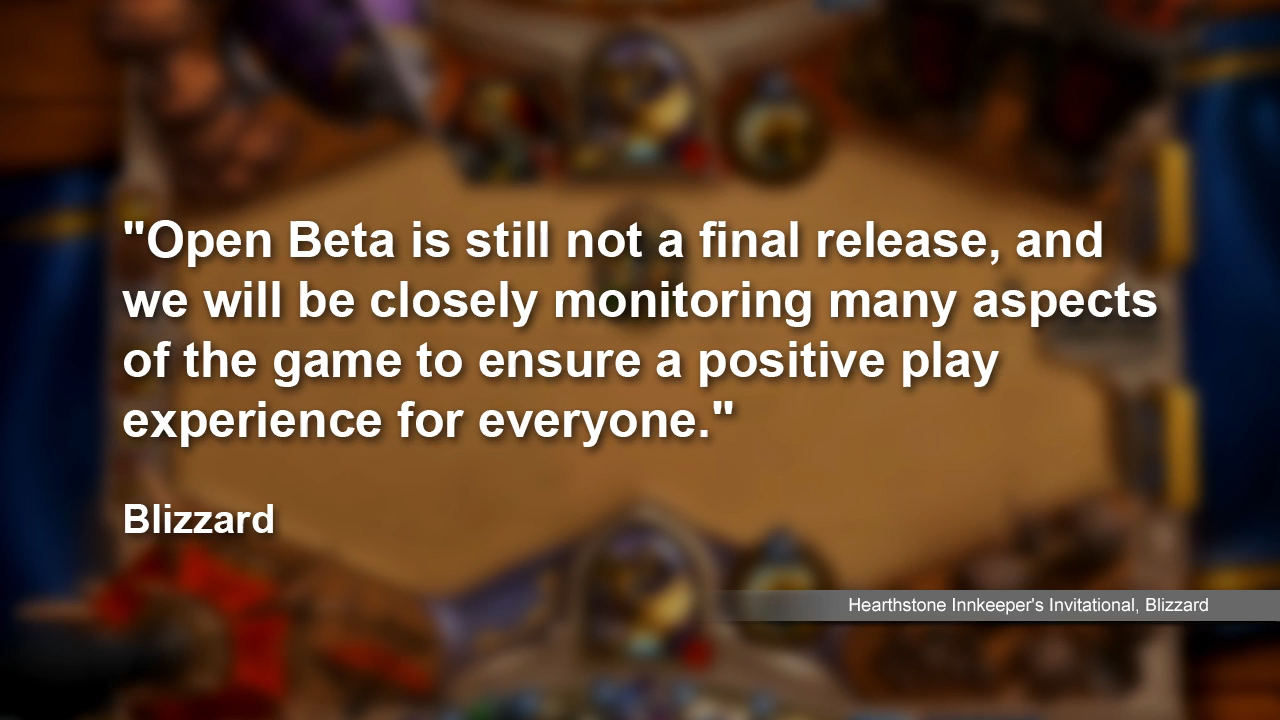 "Open Beta is still not a final release, and
we will be closely monitoring many aspects
of the game to ensure a positive play
experience for everyone."
Blizzard
Hearthstone Innkeeper's Invitational, Blizzard